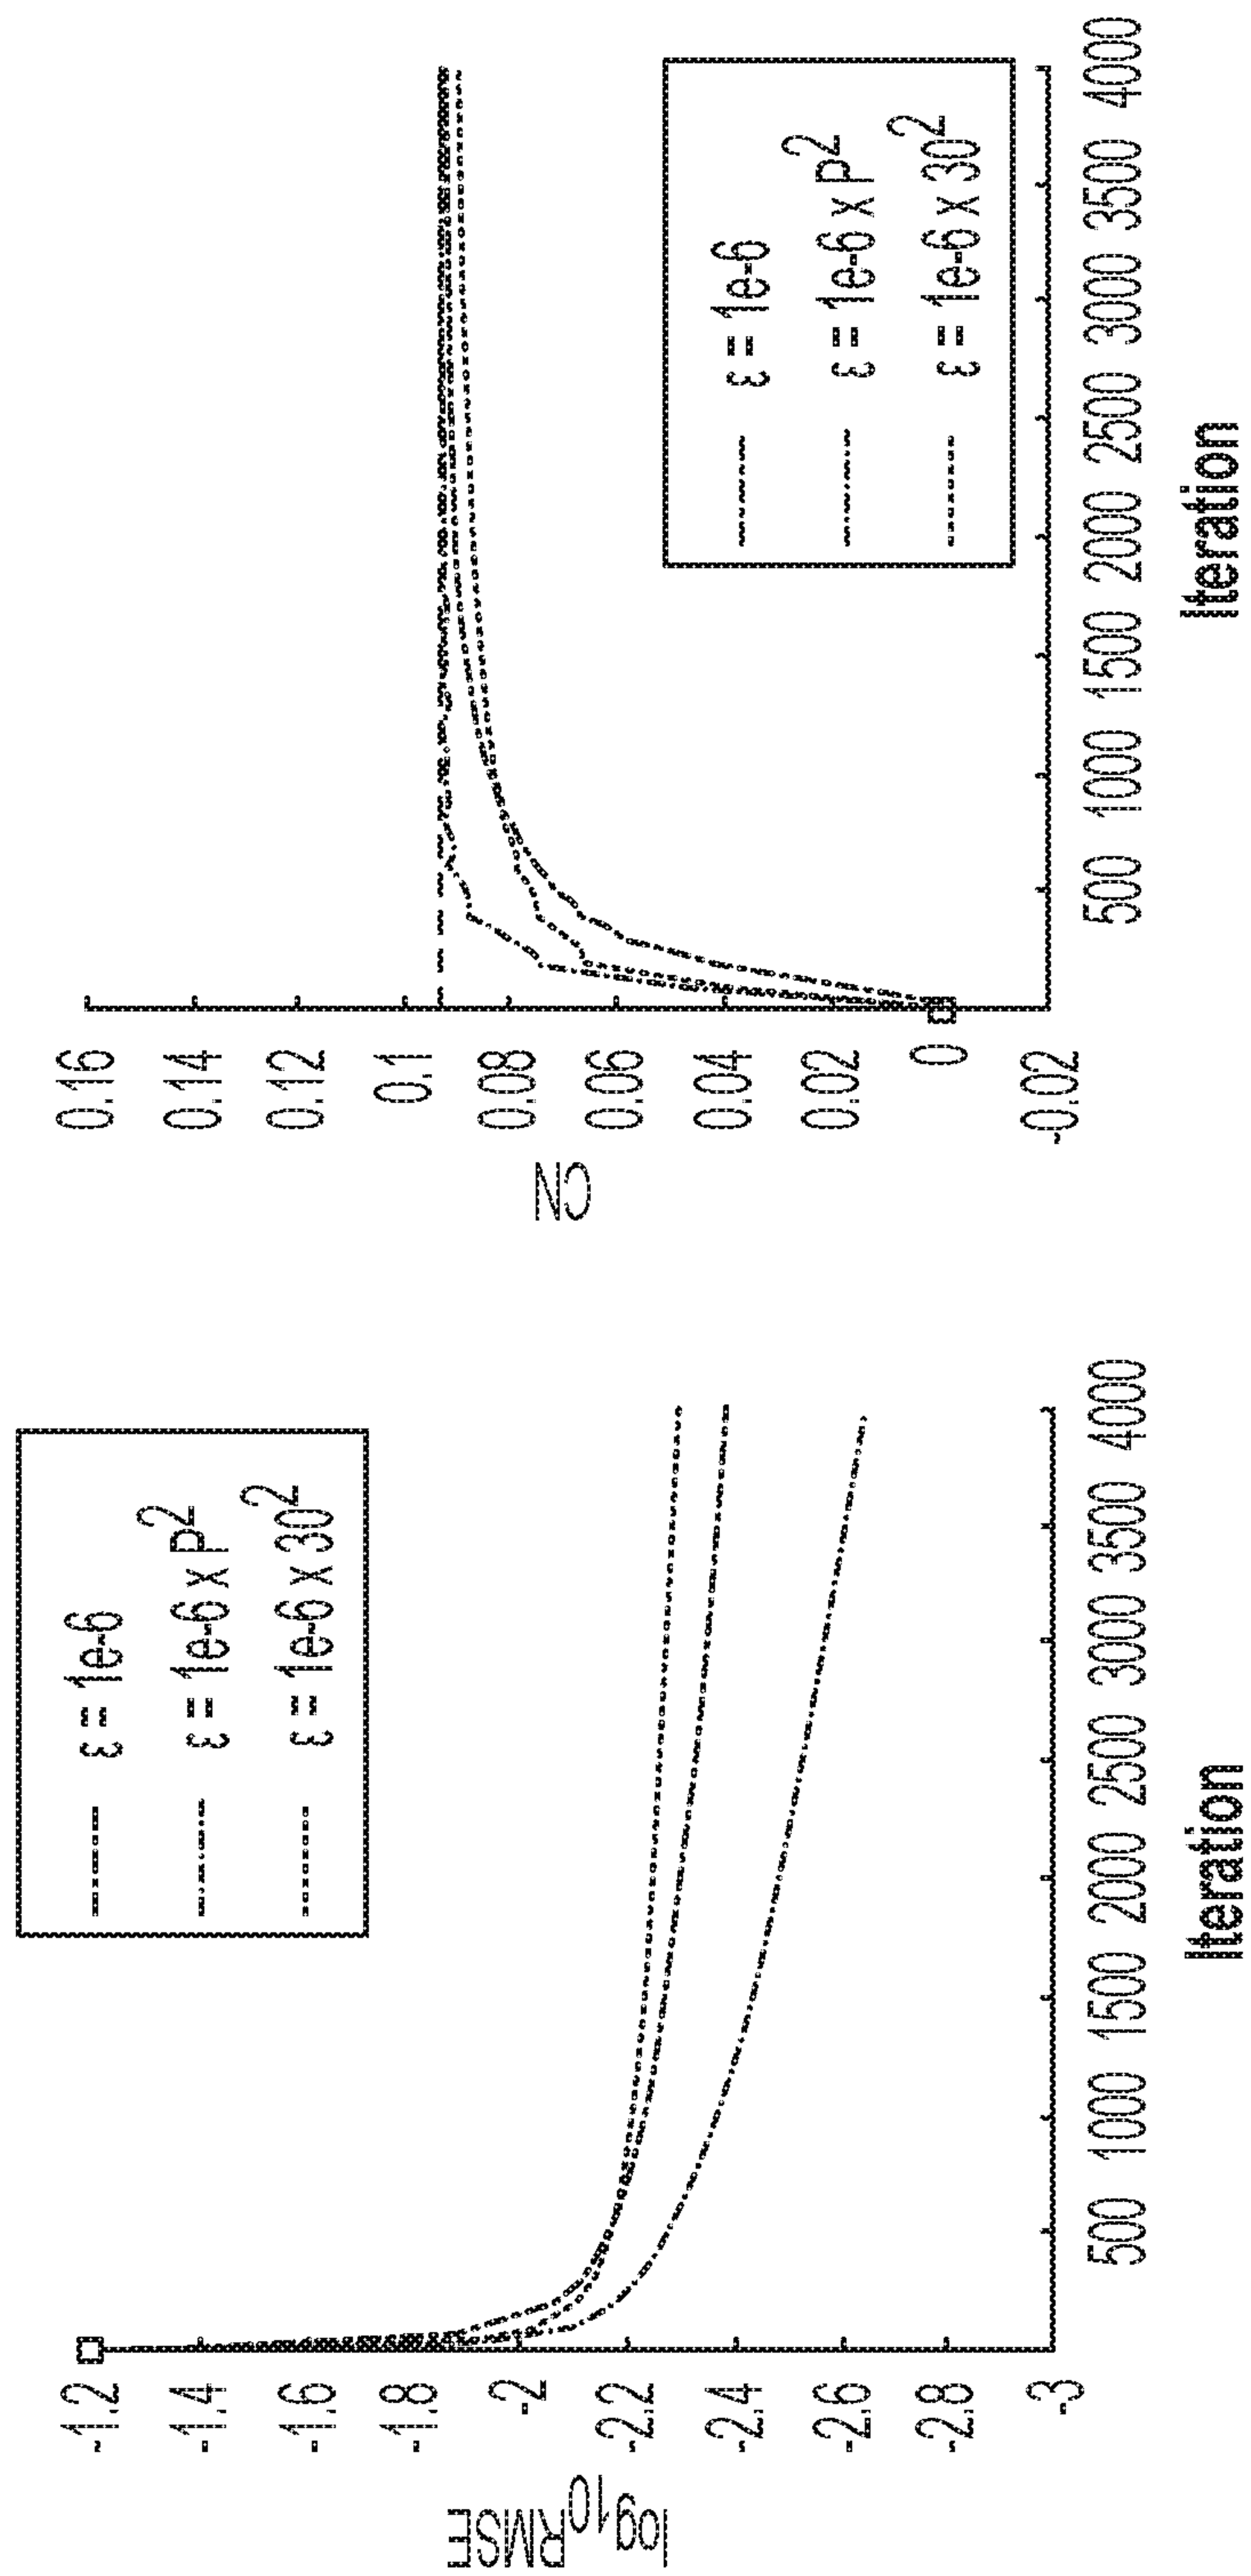 log10RMSE
-1.2
-1.4
-1.6
-1.8
-2
-2.2
-2.4
-2.6
-2.8
-3
500 1000 1500 2000 2500 3000 3500 4000
Iteration
ε = 1e-6
ε = 1e-6 x P²
ε = 1e-6 x 30²
CN
0.16
0.14
0.12
0.1
0.08
0.06
0.04
0.02
0
-0.02
500 1000 1500 2000 2500 3000 3500 4000
Iteration
ε = 1e-6
ε = 1e-6 x P²
ε = 1e-6 x 30²